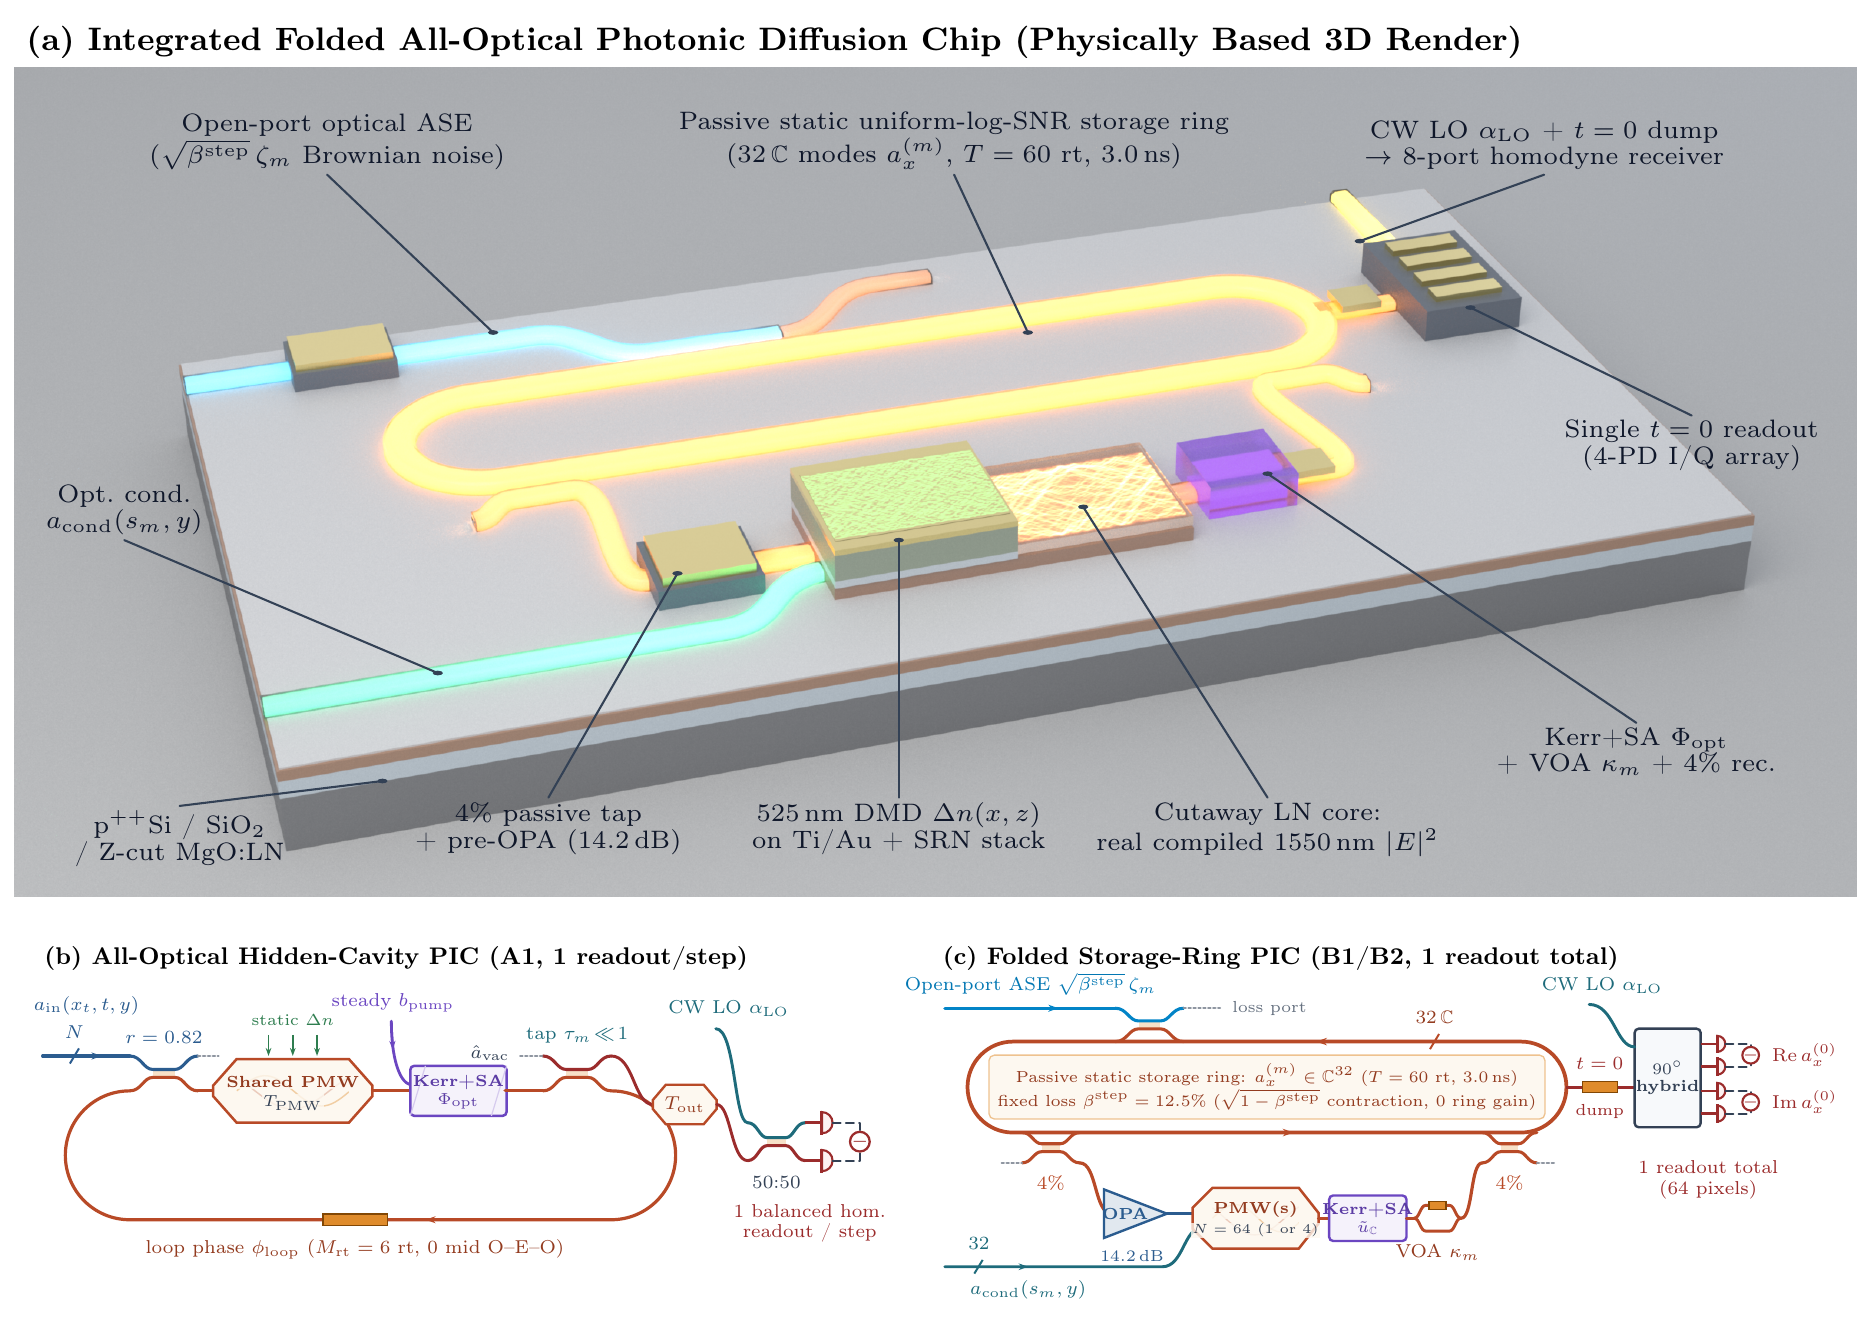 (a) Integrated Folded All-Optical Photonic Diffusion Chip (Physically Based 3D Render)
Open-port optical ASE
(√β^step ζ_m Brownian noise)
Passive static uniform-log-SNR storage ring
(32 ℂ modes a_x^(m), T = 60 rt, 3.0 ns)
CW LO α_LO + t = 0 dump
→ 8-port homodyne receiver
Single t = 0 readout
(4-PD I/Q array)
Opt. cond.
a_cond(s_m, y)
Kerr+SA Φ_opt
+ VOA κ_m + 4% rec.
p^++Si / SiO_2
/ Z-cut MgO:LN
4% passive tap
+ pre-OPA (14.2 dB)
525 nm DMD Δn(x, z)
on Ti/Au + SRN stack
Cutaway LN core:
real compiled 1550 nm |E|^2
(b) All-Optical Hidden-Cavity PIC (A1, 1 readout/step)
a_in(x_t, t, y)
N
r = 0.82
static Δn
steady b_pump
Shared PMW
T_PMW
Kerr+SA
Φ_opt
â_vac
tap τ_m ≪ 1
CW LO α_LO
T_out
50:50
1 balanced hom.
readout / step
loop phase ϕ_loop (M_rt = 6 rt, 0 mid O–E–O)
(c) Folded Storage-Ring PIC (B1/B2, 1 readout total)
Open-port ASE √β^step ζ_m
loss port
32 ℂ
CW LO α_LO
Passive static storage ring: a_x^(m) ∈ ℂ^32 (T = 60 rt, 3.0 ns)
fixed loss β^step = 12.5% (√1 − β^step contraction, 0 ring gain)
t = 0
dump
90°
hybrid
Re a_x^(0)
Im a_x^(0)
1 readout total
(64 pixels)
4%
4%
OPA
14.2 dB
PMW(s)
N = 64 (1 or 4)
Kerr+SA
ũ_ℂ
VOA κ_m
32
a_cond(s_m, y)